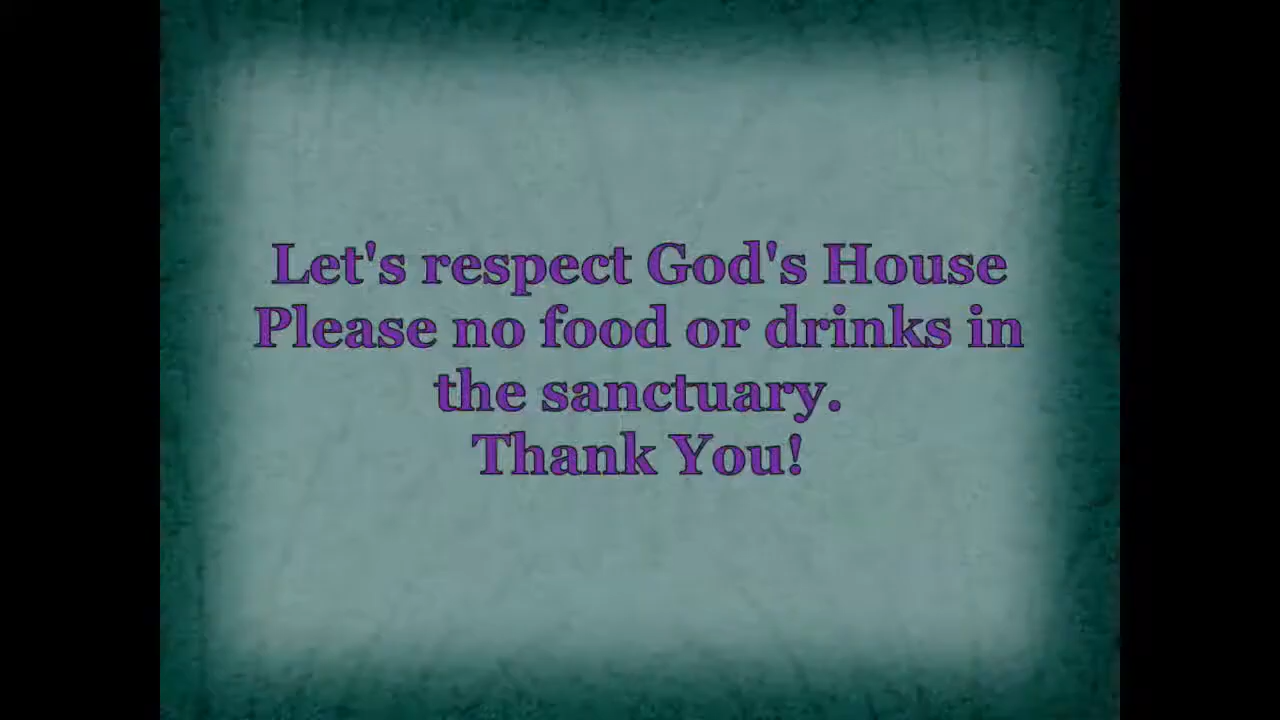 Let's respect God's House
Please no food or drinks in
the sanctuary.
Thank You!